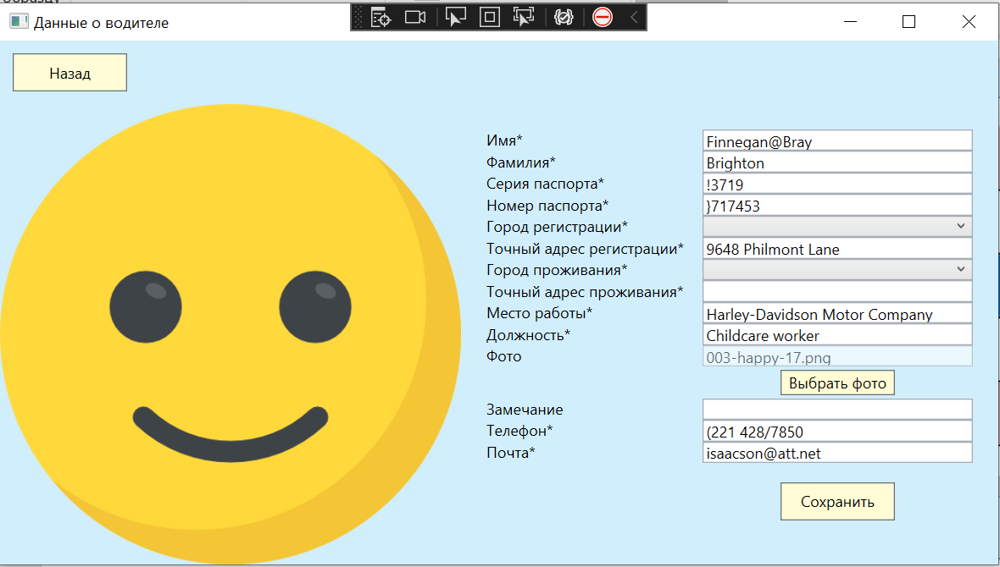 Данные о водителе
Назад
Имя* Finnegan@Bray
Фамилия* Brighton
Серия паспорта* !3719
Номер паспорта* }717453
Город регистрации*
Точный адрес регистрации* 9648 Philmont Lane
Город проживания*
Точный адрес проживания*
Место работы* Harley-Davidson Motor Company
Должность* Childcare worker
Фото 003-happy-17.png
Выбрать фото
Замечание
Телефон* (221 428/7850
Почта* isaacson@att.net
Сохранить